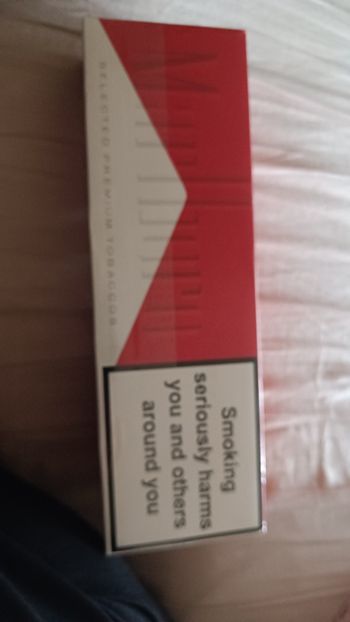 SELECTED PREMIUM TOBACCOS
Smoking
seriously harms
you and others
around you